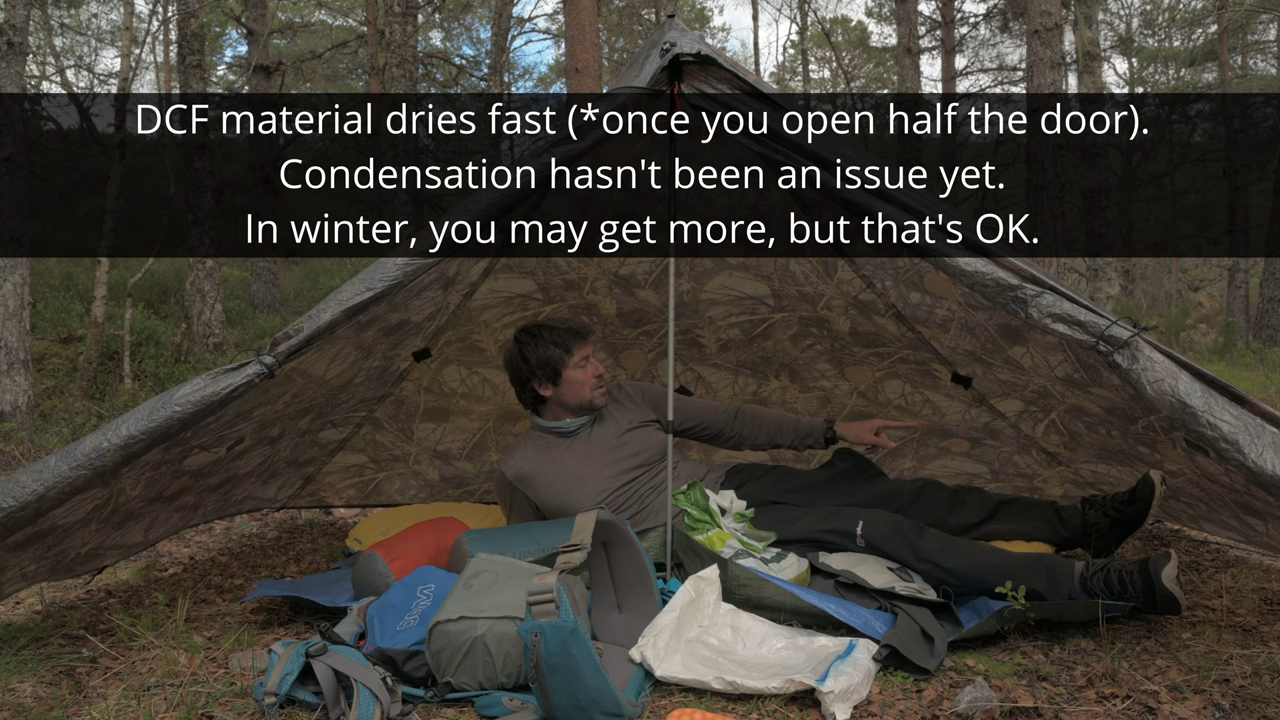 DCF material dries fast (*once you open half the door).
Condensation hasn't been an issue yet.
In winter, you may get more, but that's OK.